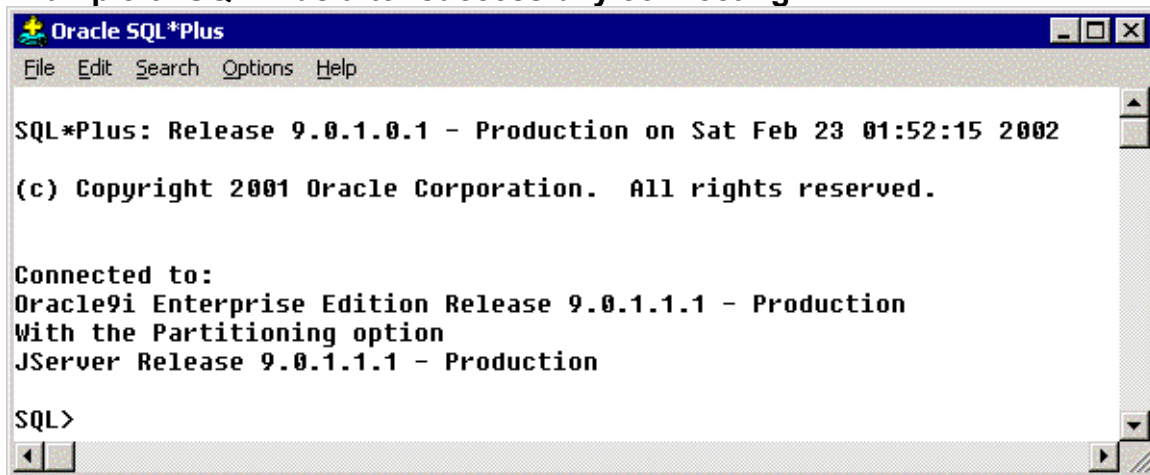 Oracle SQL*Plus
File Edit Search Options Help
SQL*Plus: Release 9.0.1.0.1 - Production on Sat Feb 23 01:52:15 2002
(c) Copyright 2001 Oracle Corporation.  All rights reserved.
Connected to:
Oracle9i Enterprise Edition Release 9.0.1.1.1 - Production
With the Partitioning option
JServer Release 9.0.1.1.1 - Production
SQL>